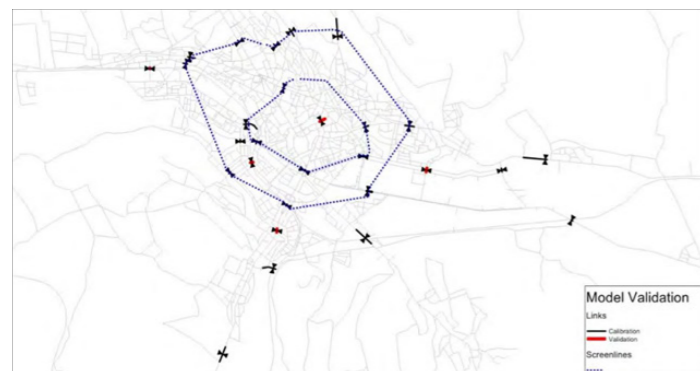 Model Validation
Links
Calibration
Validation
Screenlines